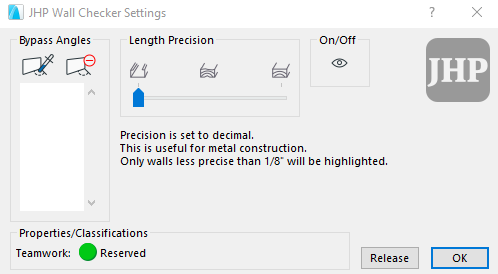 JHP Wall Checker Settings
?
Bypass Angles
Length Precision
On/Off
JHP
Precision is set to decimal.
This is useful for metal construction.
Only walls less precise than 1/8" will be highlighted.
Properties/Classifications
Teamwork: Reserved
Release
OK